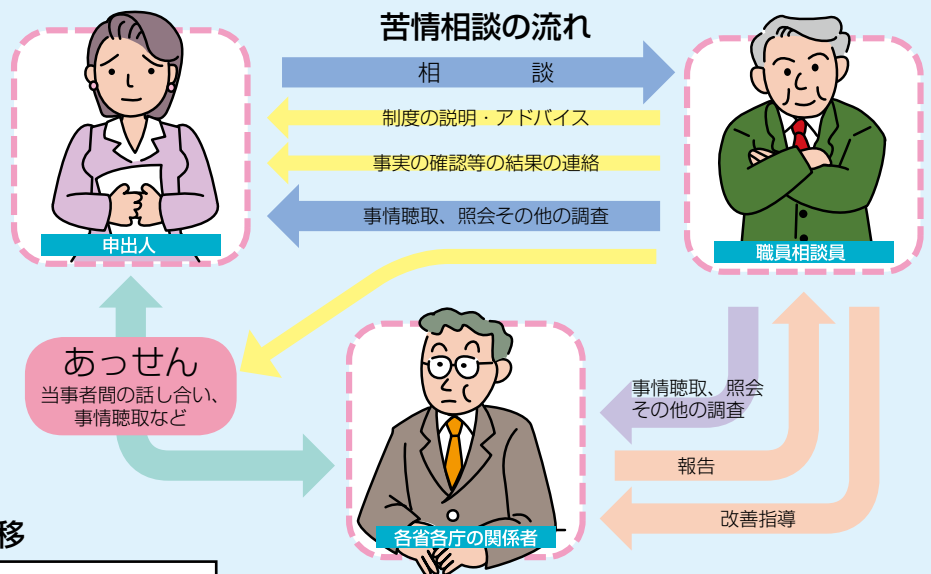 苦情相談の流れ
相談
制度の説明・アドバイス
事実の確認等の結果の連絡
事情聴取、照会その他の調査
申出人
職員相談員
あっせん
当事者間の話し合い、
事情聴取など
事情聴取、照会
その他の調査
報告
改善指導
各省各庁の関係者
移